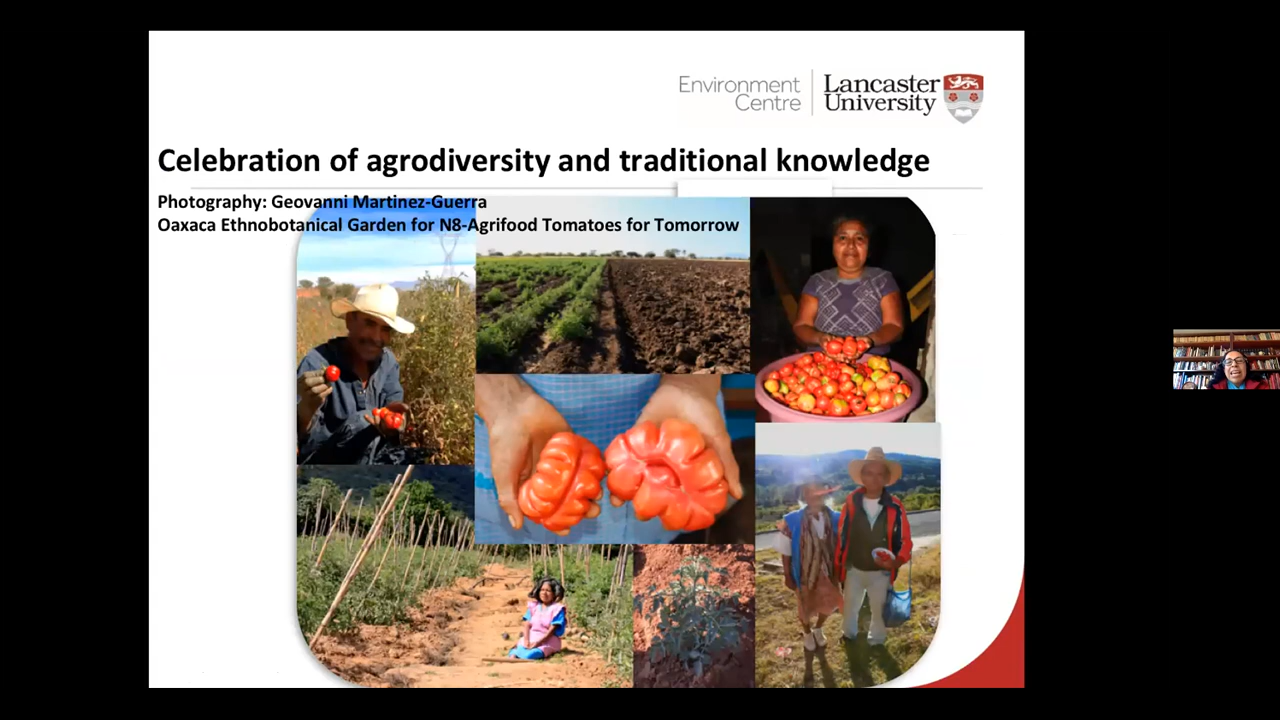 Environment
Centre
Lancaster
University
Celebration of agrodiversity and traditional knowledge
Photography: Geovanni Martinez-Guerra
Oaxaca Ethnobotanical Garden for N8-Agrifood Tomatoes for Tomorrow